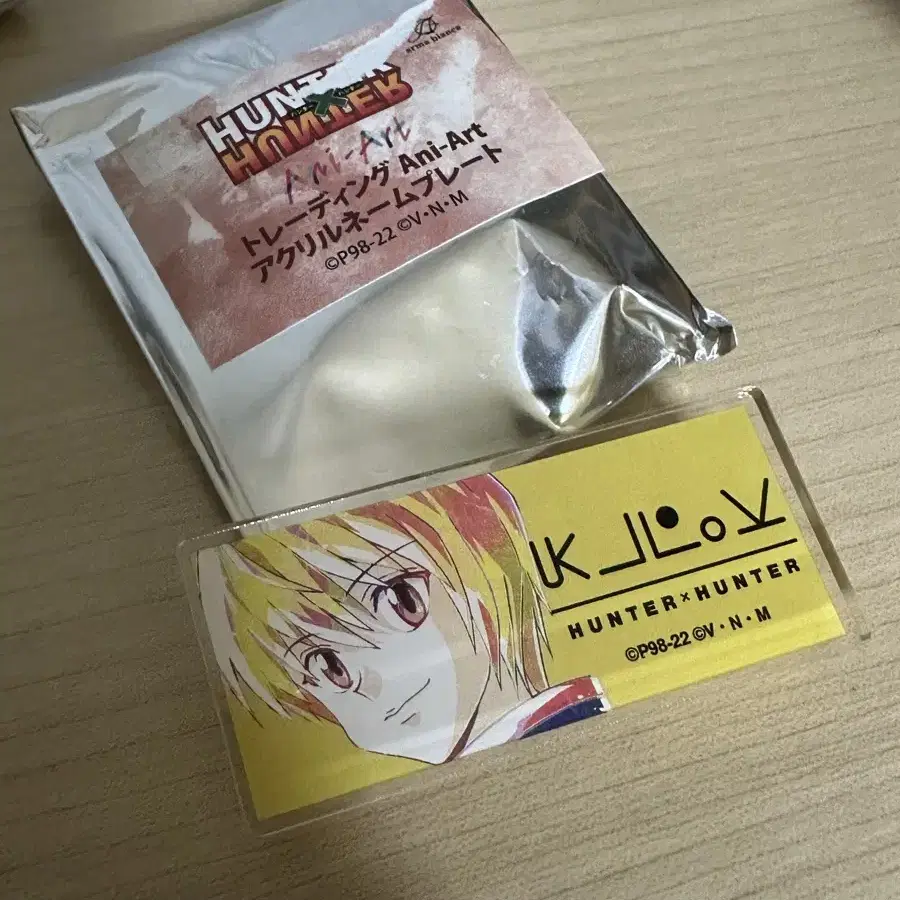 arma bianca
HUNTER
×
HUNTER
Ani-Art
トレーディング Ani-Art
アクリルネームプレート
©P98-22 ©V・N・M
HUNTER×HUNTER
©P98-22 ©V・N・M